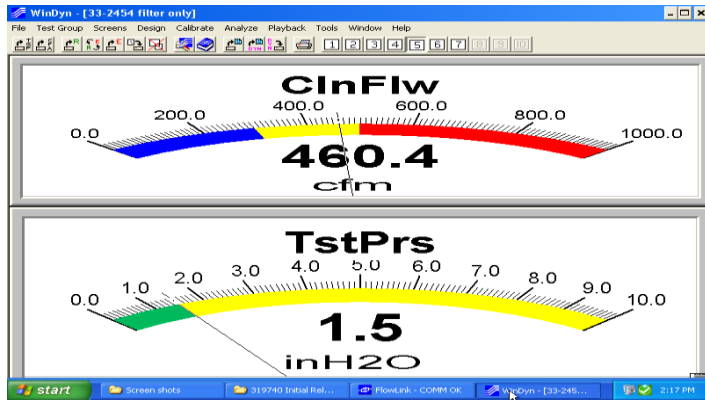 WinDyn - [33-2454 filter only]
File Test Group Screens Design Calibrate Analyze Playback Tools Window Help
1 2 3 4 5 6 7 8 9 10
ClnFlw
0.0 200.0 400.0 600.0 800.0 1000.0
460.4
cfm
TstPrs
0.0 1.0 2.0 3.0 4.0 5.0 6.0 7.0 8.0 9.0 10.0
1.5
inH2O
start Screen shots 319740 Initial Rel... FlowLink - COMM OK WinDyn - [33-245... 2:17 PM